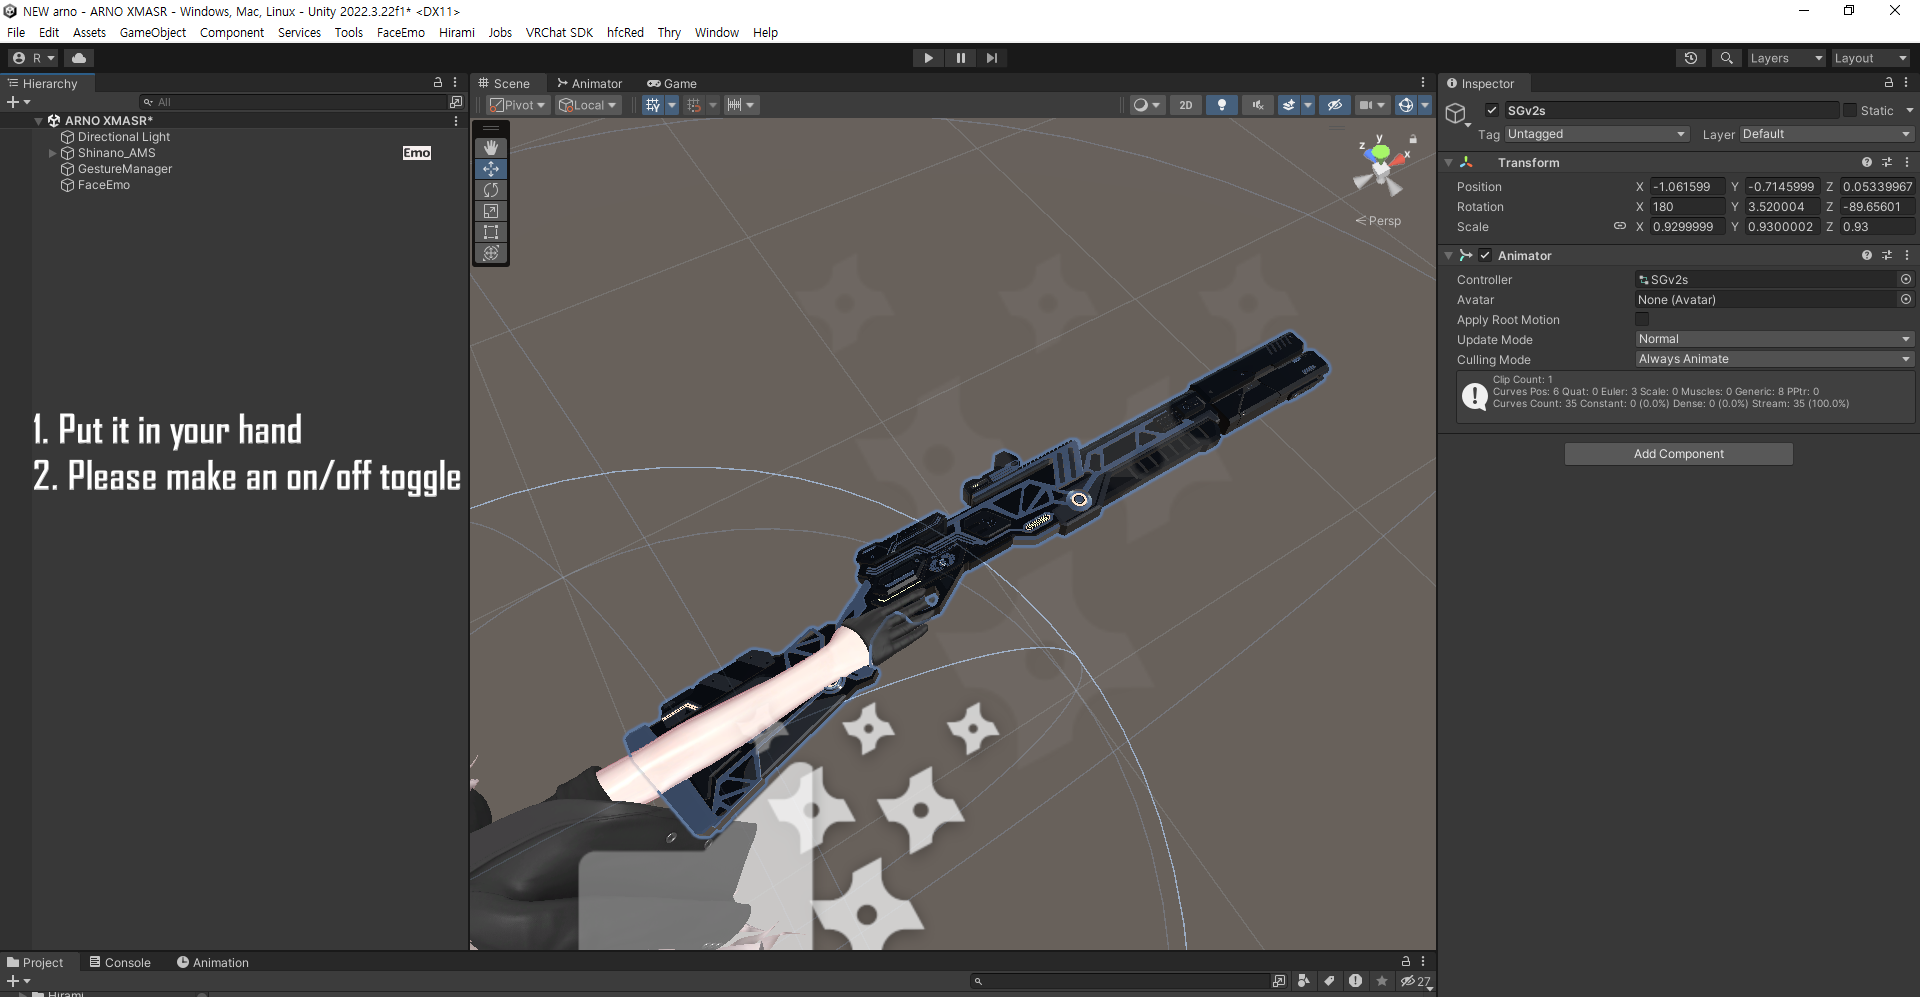 NEW arno - ARNO XMASR - Windows, Mac, Linux - Unity 2022.3.22f1* <DX11>
File Edit Assets GameObject Component Services Tools FaceEmo Hirami Jobs VRChat SDK hfcRed Thry Window Help
R
Layers
Layout
Hierarchy
Scene
Animator
Game
Inspector
All
Pivot
Local
2D
SGv2s
Static
ARNO XMASR*
Directional Light
Shinano_AMS
Emo
GestureManager
FaceEmo
Tag Untagged
Layer Default
Transform
Position X -1.061599 Y -0.7145999 Z 0.05339967
Rotation X 180 Y 3.520004 Z -89.65601
Scale X 0.9299999 Y 0.9300002 Z 0.93
y
z
x
Persp
Animator
Controller SGv2s
Avatar None (Avatar)
Apply Root Motion
Update Mode Normal
Culling Mode Always Animate
Clip Count: 1
Curves Pos: 6 Quat: 0 Euler: 3 Scale: 0 Muscles: 0 Generic: 8 PPtr: 0
Curves Count: 35 Constant: 0 (0.0%) Dense: 0 (0.0%) Stream: 35 (100.0%)
Add Component
1. Put it in your hand
2. Please make an on/off toggle
Project
Console
Animation
27
Hirami